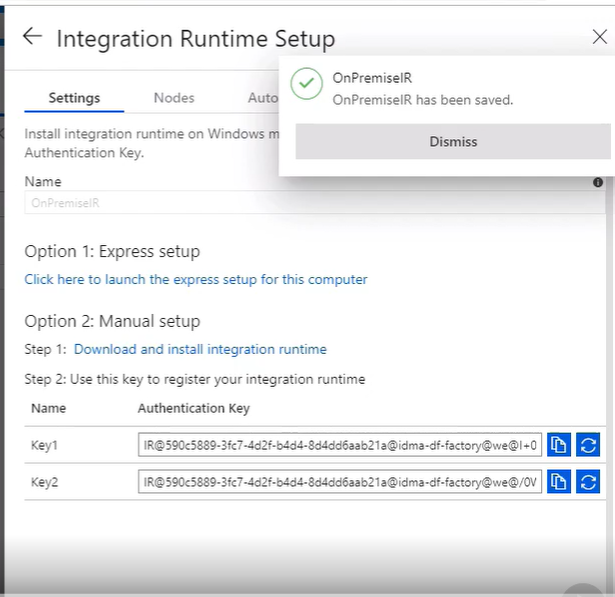 Integration Runtime Setup
OnPremiseIR
OnPremiseIR has been saved.
Dismiss
Settings
Nodes
Auto
Install integration runtime on Windows m
Authentication Key.
Name
OnPremiseIR
Option 1: Express setup
Click here to launch the express setup for this computer
Option 2: Manual setup
Step 1: Download and install integration runtime
Step 2: Use this key to register your integration runtime
Name Authentication Key
Key1 IR@590c5889-3fc7-4d2f-b4d4-8d4dd6aab21a@idma-df-factory@we@I+0
Key2 IR@590c5889-3fc7-4d2f-b4d4-8d4dd6aab21a@idma-df-factory@we@/0V